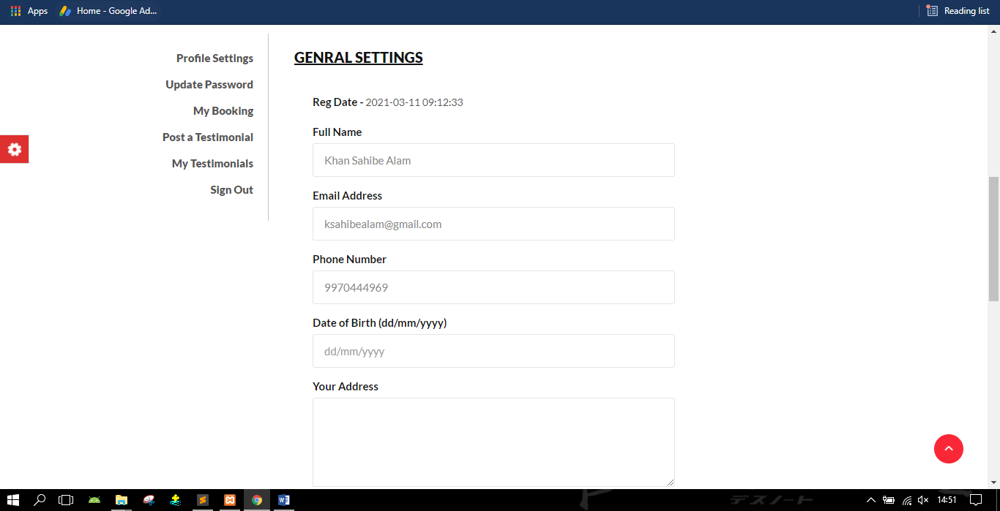 Apps
Home - Google Ad...
Reading list
Profile Settings
Update Password
My Booking
Post a Testimonial
My Testimonials
Sign Out
GENRAL SETTINGS
Reg Date - 2021-03-11 09:12:33
Full Name
Khan Sahibe Alam
Email Address
ksahibealam@gmail.com
Phone Number
9970444969
Date of Birth (dd/mm/yyyy)
dd/mm/yyyy
Your Address
デスノート
14:51